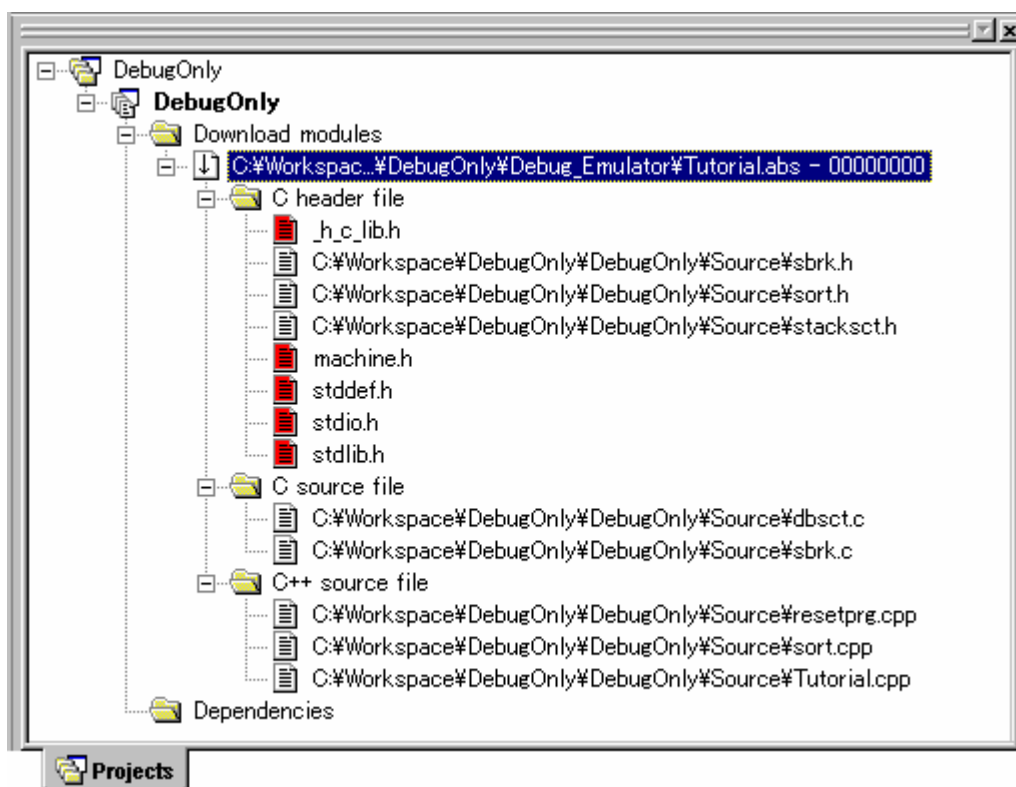 DebugOnly
DebugOnly
Download modules
C:¥Workspac...¥DebugOnly¥Debug_Emulator¥Tutorial.abs - 00000000
C header file
_h_c_lib.h
C:¥Workspace¥DebugOnly¥DebugOnly¥Source¥sbrk.h
C:¥Workspace¥DebugOnly¥DebugOnly¥Source¥sort.h
C:¥Workspace¥DebugOnly¥DebugOnly¥Source¥stacksct.h
machine.h
stddef.h
stdio.h
stdlib.h
C source file
C:¥Workspace¥DebugOnly¥DebugOnly¥Source¥dbsct.c
C:¥Workspace¥DebugOnly¥DebugOnly¥Source¥sbrk.c
C++ source file
C:¥Workspace¥DebugOnly¥DebugOnly¥Source¥resetprg.cpp
C:¥Workspace¥DebugOnly¥DebugOnly¥Source¥sort.cpp
C:¥Workspace¥DebugOnly¥DebugOnly¥Source¥Tutorial.cpp
Dependencies
Projects